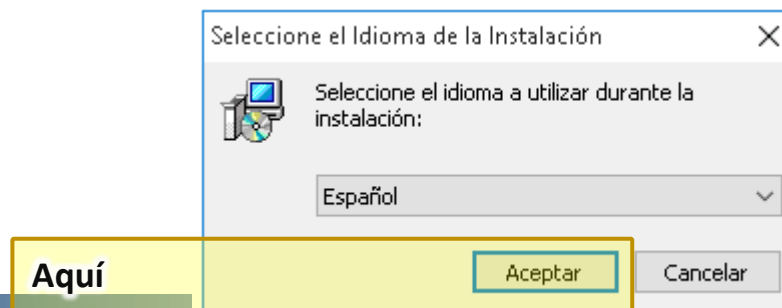 Seleccione el Idioma de la Instalación
Seleccione el idioma a utilizar durante la
instalación:
Español
Aquí
Aceptar
Cancelar